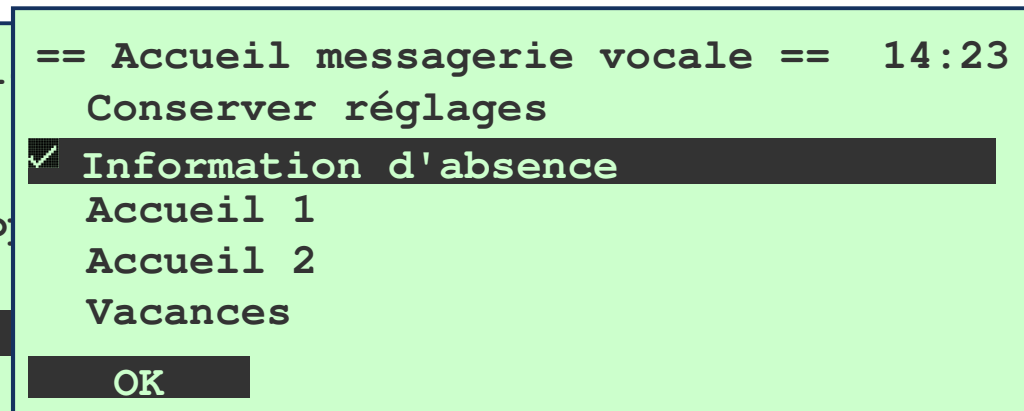 == Accueil messagerie vocale == 14:23
Conserver réglages
Information d'absence
Accueil 1
Accueil 2
Vacances
OK